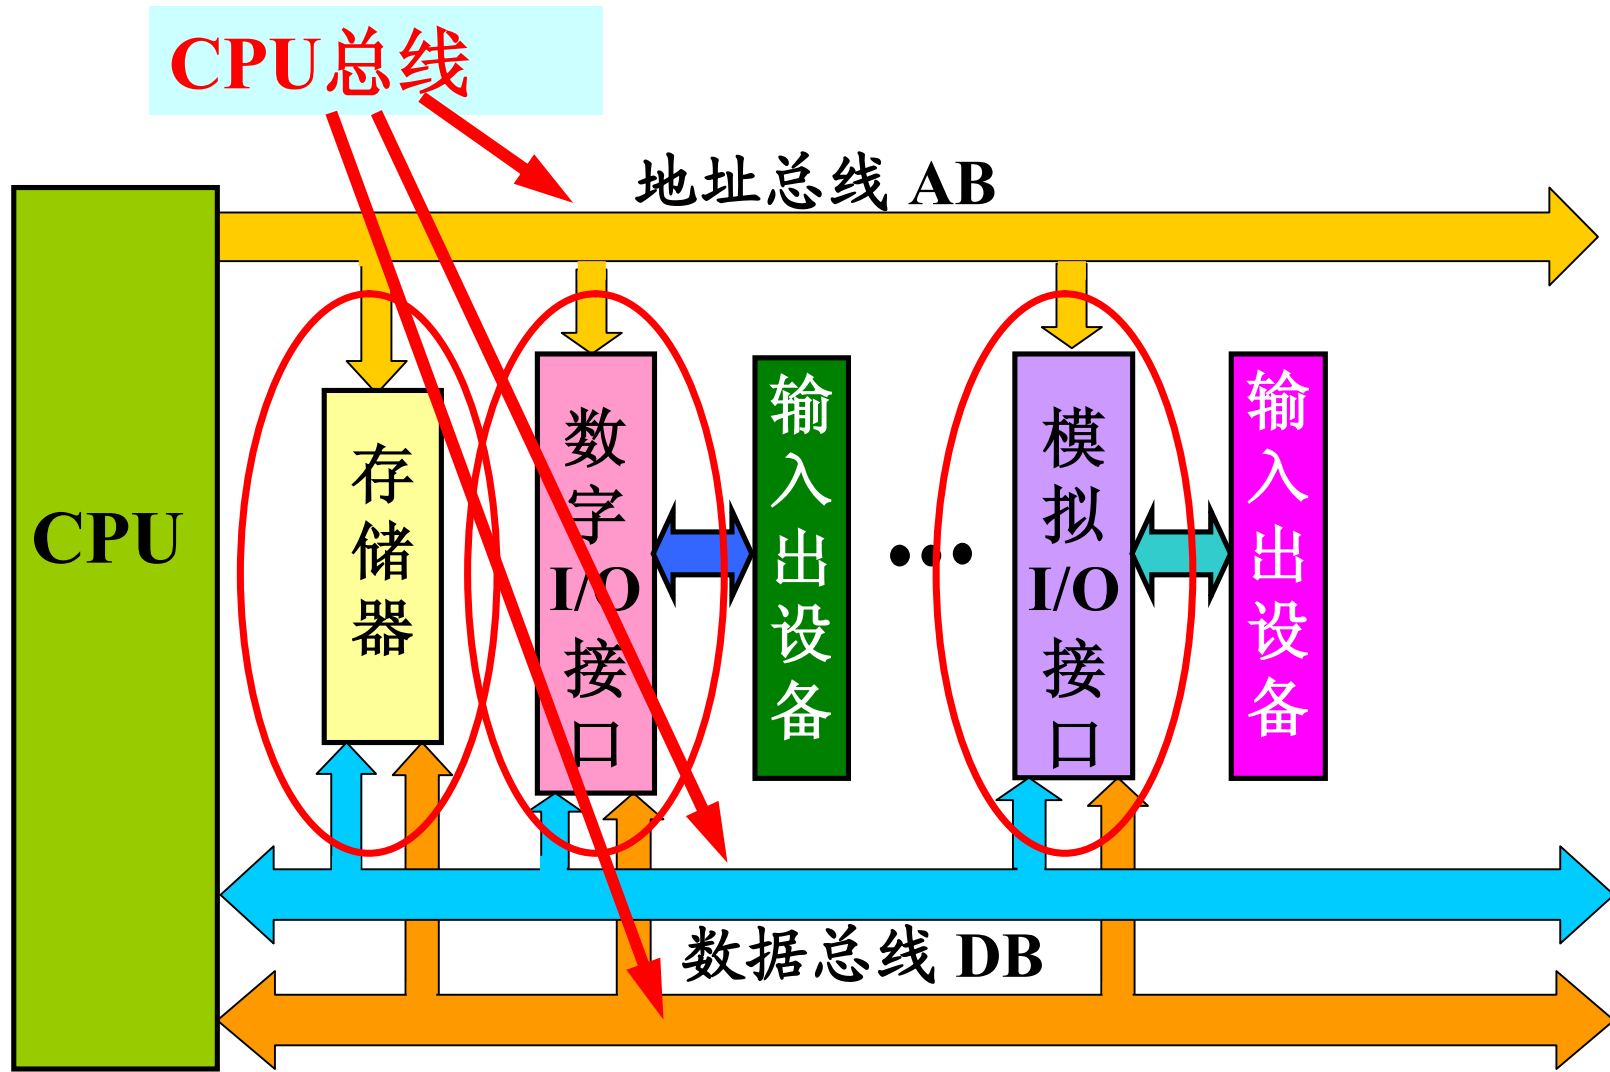 CPU总线
地址总线 AB
CPU
存储器
数字I/O接口
输入出设备
•••
模拟I/O接口
输入出设备
数据总线 DB